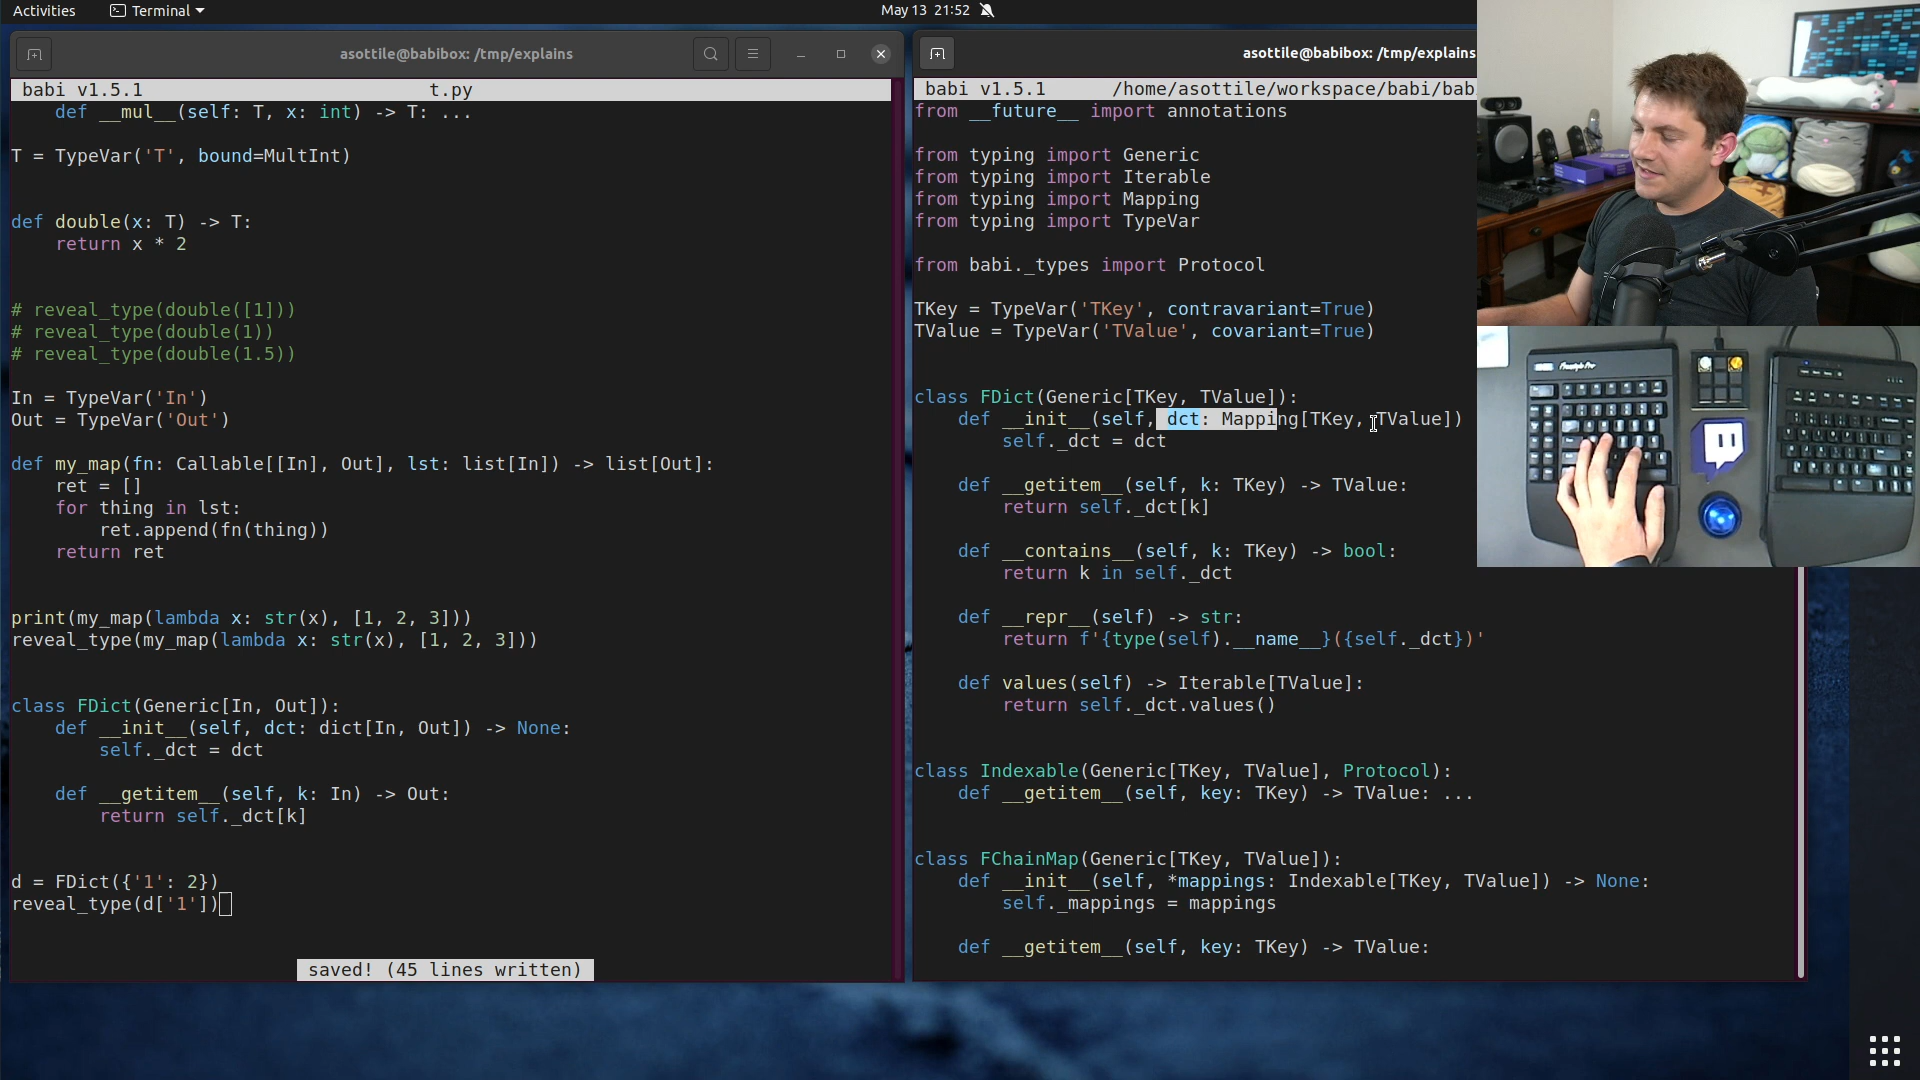 Activities
Terminal
May 13 21:52
asottile@babibox: /tmp/explains
babi v1.5.1 t.py
    def __mul__(self: T, x: int) -> T: ...
T = TypeVar('T', bound=MultInt)
def double(x: T) -> T:
    return x * 2
# reveal_type(double([1]))
# reveal_type(double(1))
# reveal_type(double(1.5))
In = TypeVar('In')
Out = TypeVar('Out')
def my_map(fn: Callable[[In], Out], lst: list[In]) -> list[Out]:
    ret = []
    for thing in lst:
        ret.append(fn(thing))
    return ret
print(my_map(lambda x: str(x), [1, 2, 3]))
reveal_type(my_map(lambda x: str(x), [1, 2, 3]))
class FDict(Generic[In, Out]):
    def __init__(self, dct: dict[In, Out]) -> None:
        self._dct = dct
    def __getitem__(self, k: In) -> Out:
        return self._dct[k]
d = FDict({'1': 2})
reveal_type(d['1'])
saved! (45 lines written)
asottile@babibox: /tmp/explains
babi v1.5.1 /home/asottile/workspace/babi/bab
from __future__ import annotations
from typing import Generic
from typing import Iterable
from typing import Mapping
from typing import TypeVar
from babi._types import Protocol
TKey = TypeVar('TKey', contravariant=True)
TValue = TypeVar('TValue', covariant=True)
class FDict(Generic[TKey, TValue]):
    def __init__(self, dct: Mapping[TKey, TValue])
        self._dct = dct
    def __getitem__(self, k: TKey) -> TValue:
        return self._dct[k]
    def __contains__(self, k: TKey) -> bool:
        return k in self._dct
    def __repr__(self) -> str:
        return f'{type(self).__name__}({self._dct})'
    def values(self) -> Iterable[TValue]:
        return self._dct.values()
class Indexable(Generic[TKey, TValue], Protocol):
    def __getitem__(self, key: TKey) -> TValue: ...
class FChainMap(Generic[TKey, TValue]):
    def __init__(self, *mappings: Indexable[TKey, TValue]) -> None:
        self._mappings = mappings
    def __getitem__(self, key: TKey) -> TValue: